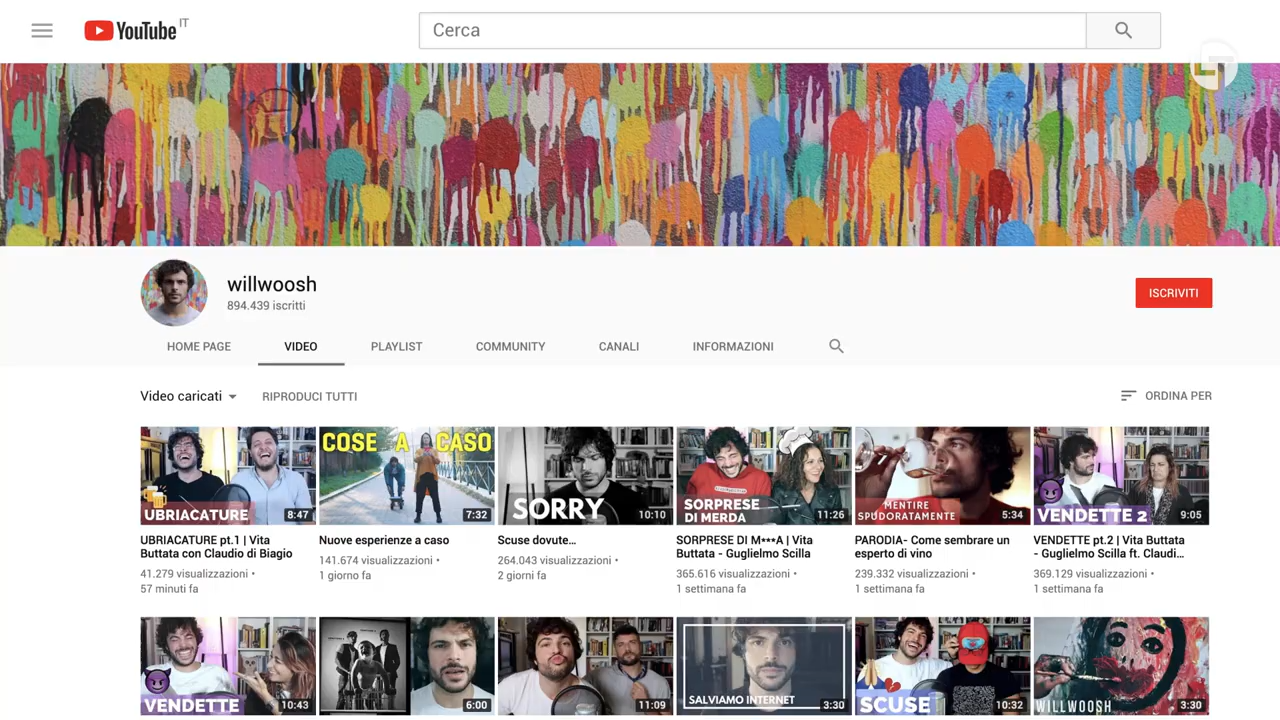 YouTube IT
Cerca
willwoosh
894.439 iscritti
ISCRIVITI
HOME PAGE
VIDEO
PLAYLIST
COMMUNITY
CANALI
INFORMAZIONI
Video caricati
RIPRODUCI TUTTI
ORDINA PER
UBRIACATURE
8:47
COSE A CASO
7:32
SORRY
10:10
SORPRESE
DI MERDA
11:26
MENTIRE
SPUDORATAMENTE
5:34
VENDETTE 2
9:05
UBRIACATURE pt.1 | Vita
Buttata con Claudio di Biagio
41.279 visualizzazioni •
57 minuti fa
Nuove esperienze a caso
141.674 visualizzazioni •
1 giorno fa
Scuse dovute...
264.043 visualizzazioni •
2 giorni fa
SORPRESE DI M***A | Vita
Buttata - Guglielmo Scilla
365.616 visualizzazioni •
1 settimana fa
PARODIA- Come sembrare un
esperto di vino
239.332 visualizzazioni •
1 settimana fa
VENDETTE pt.2 | Vita Buttata
- Guglielmo Scilla ft. Claudi...
369.129 visualizzazioni •
1 settimana fa
VENDETTE
10:43
6:00
11:09
SALVIAMO INTERNET
3:30
SCUSE
10:32
WILLWOOSH
3:30